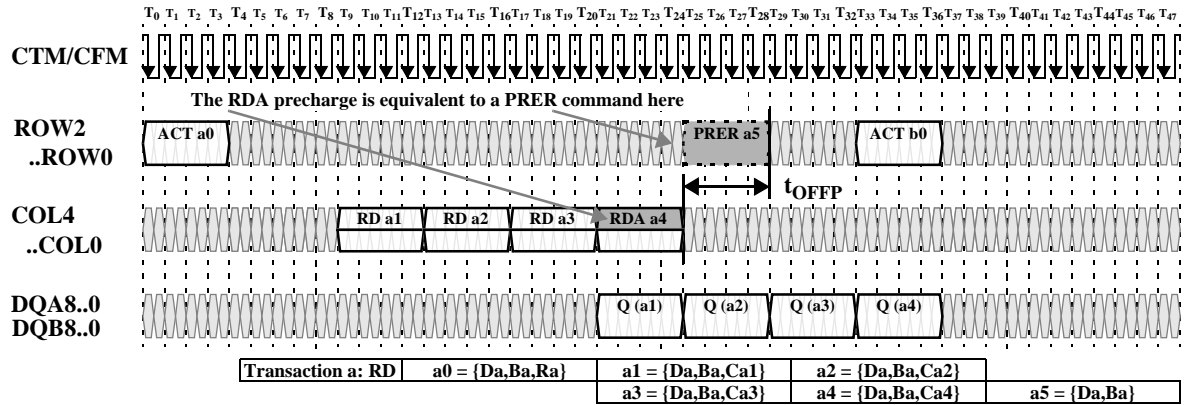 T0 T1 T2 T3 T4 T5 T6 T7 T8 T9 T10 T11 T12 T13 T14 T15 T16 T17 T18 T19 T20 T21 T22 T23 T24 T25 T26 T27 T28 T29 T30 T31 T32 T33 T34 T35 T36 T37 T38 T39 T40 T41 T42 T43 T44 T45 T46 T47
CTM/CFM
The RDA precharge is equivalent to a PRER command here
ROW2
..ROW0
ACT a0
PRER a5
ACT b0
tOFFP
COL4
..COL0
RD a1
RD a2
RD a3
RDA a4
DQA8..0
DQB8..0
Q (a1)
Q (a2)
Q (a3)
Q (a4)
Transaction a: RD
a0 = {Da,Ba,Ra}
a1 = {Da,Ba,Ca1}
a2 = {Da,Ba,Ca2}
a3 = {Da,Ba,Ca3}
a4 = {Da,Ba,Ca4}
a5 = {Da,Ba}